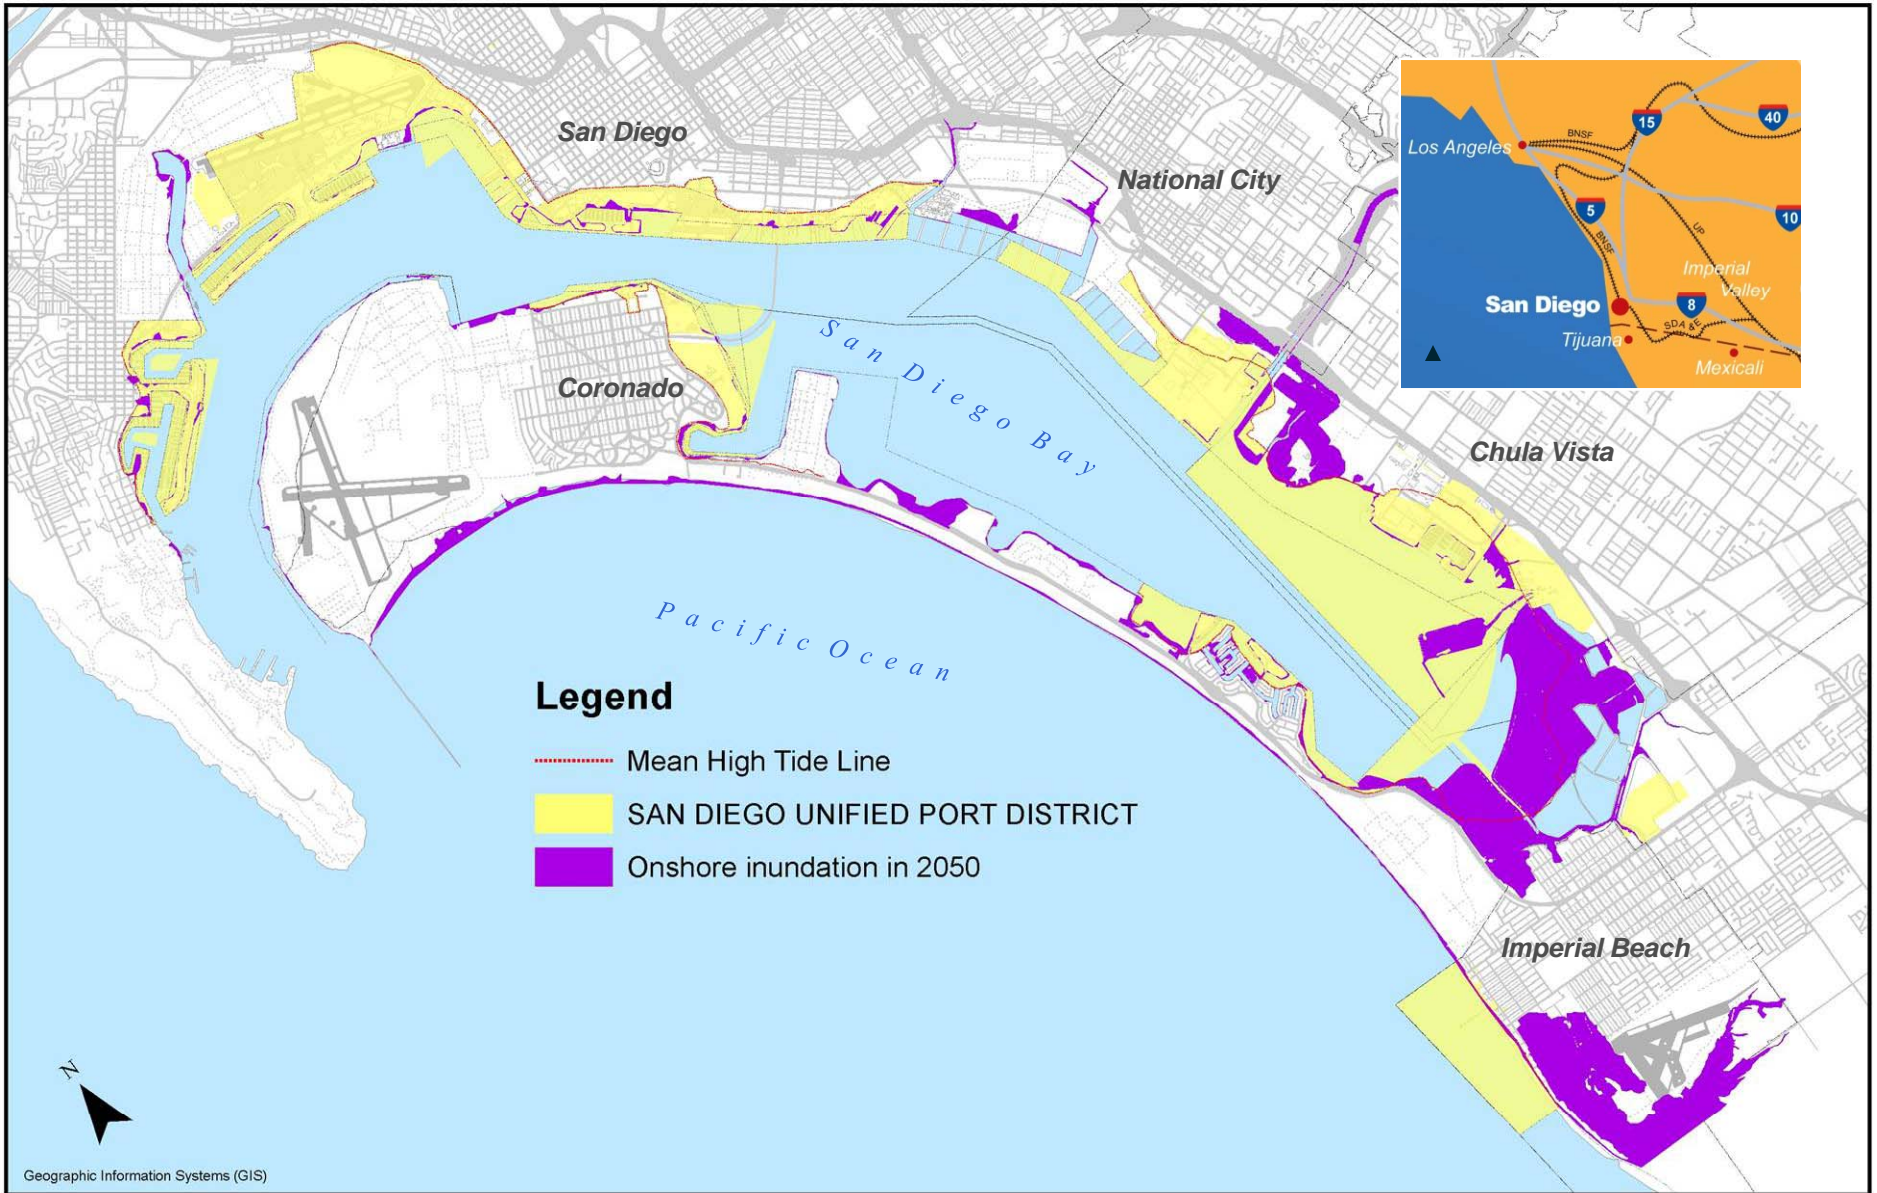 San Diego
National City
Coronado
San Diego Bay
Chula Vista
Pacific Ocean
Imperial Beach
Legend
Mean High Tide Line
SAN DIEGO UNIFIED PORT DISTRICT
Onshore inundation in 2050
N
Geographic Information Systems (GIS)
15
40
BNSF
Los Angeles
5
10
UP
BNSF
Imperial
Valley
San Diego
8
SDA & E
Tijuana
Mexicali